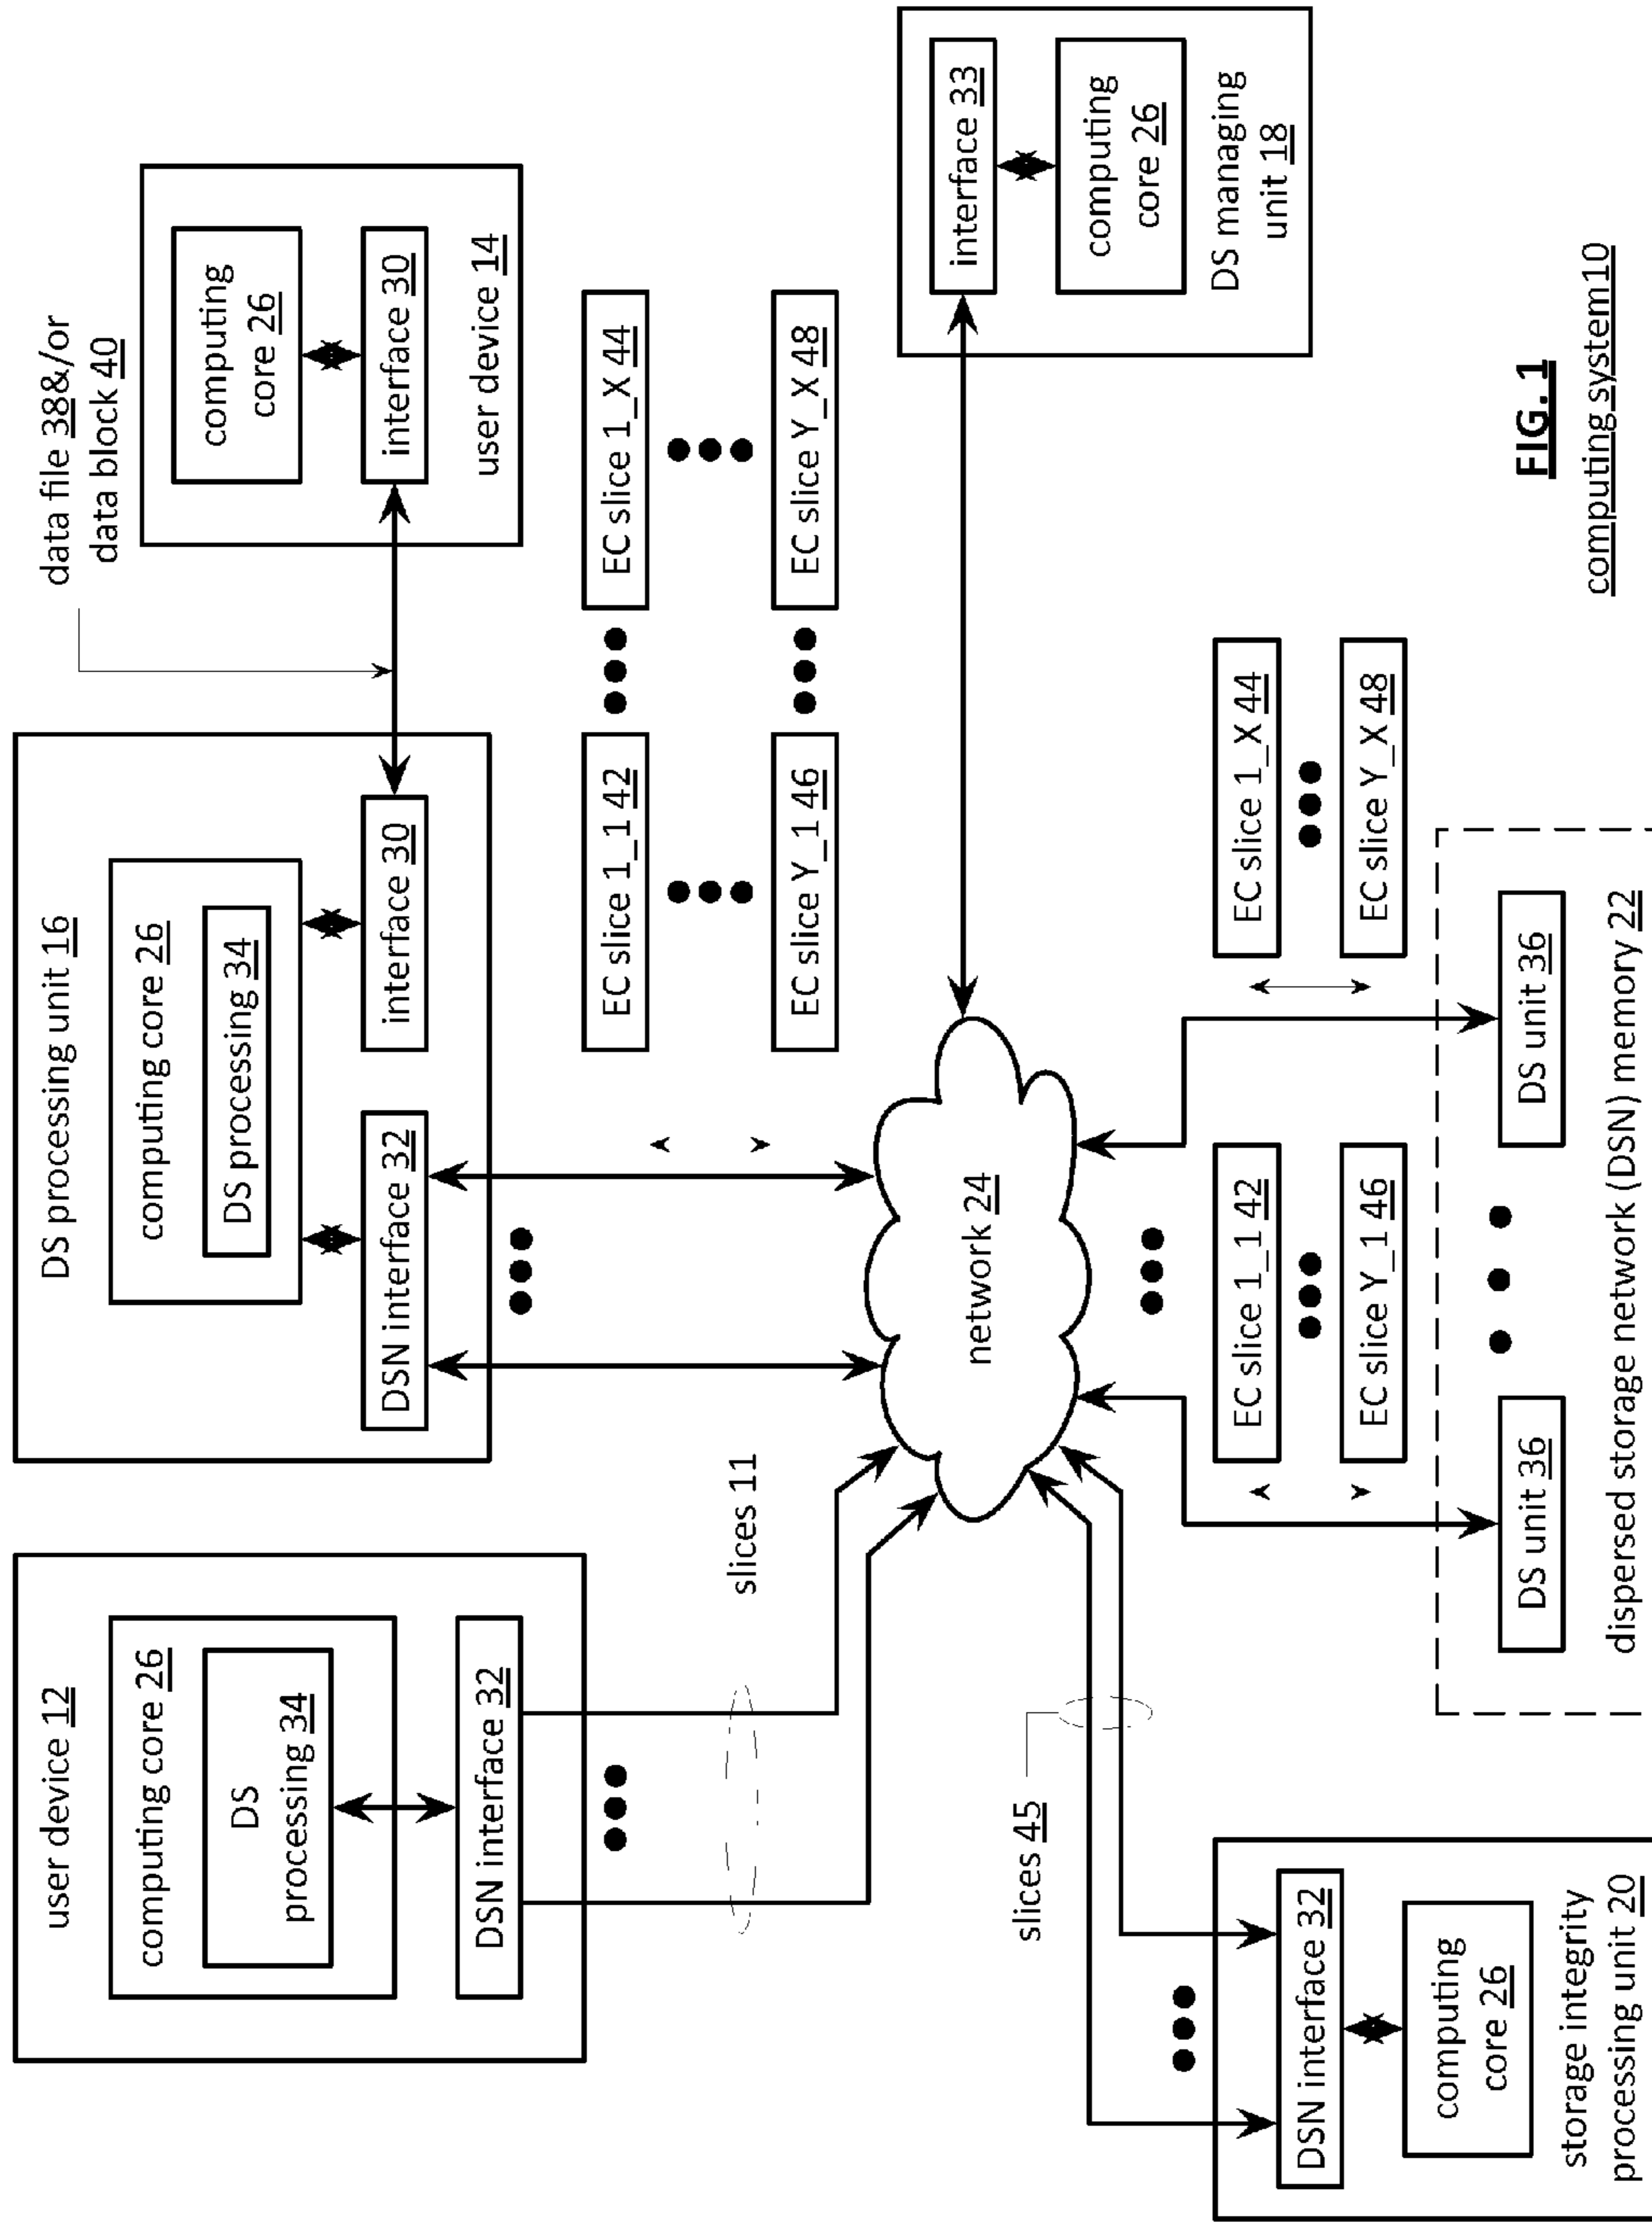 user device 12
computing core 26
DS
processing 34
DSN interface 32
slices 11
DS processing unit 16
computing core 26
DS processing 34
DSN interface 32
interface 30
data file 38&/or
data block 40
computing
core 26
interface 30
user device 14
EC slice 1_1 42
EC slice 1_X 44
EC slice Y_1 46
EC slice Y_X 48
network 24
interface 33
computing
core 26
DS managing
unit 18
slices 45
DSN interface 32
computing
core 26
storage integrity
processing unit 20
EC slice 1_1 42
EC slice 1_X 44
EC slice Y_1 46
EC slice Y_X 48
DS unit 36
DS unit 36
dispersed storage network (DSN) memory 22
FIG. 1
computing system10